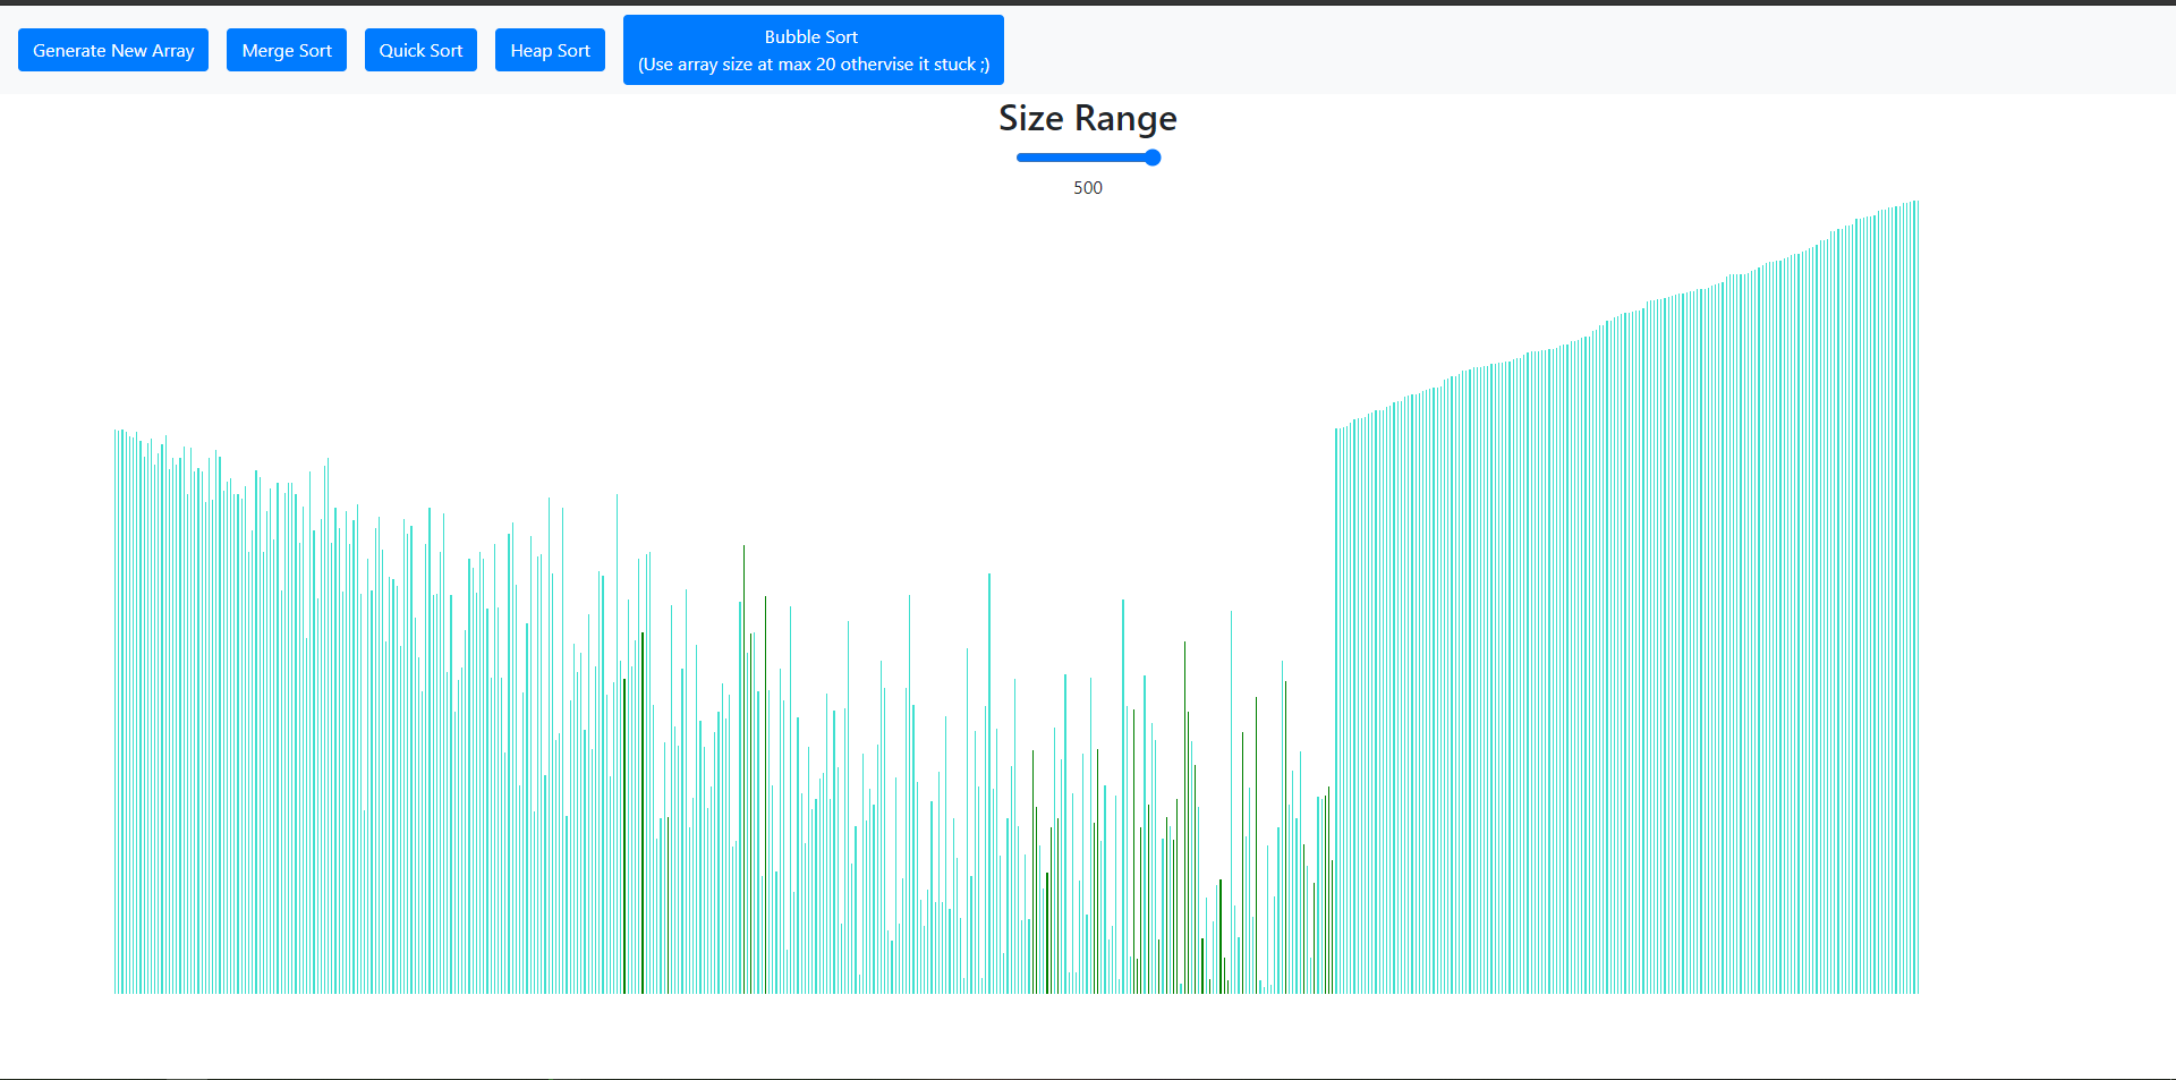 Generate New Array
Merge Sort
Quick Sort
Heap Sort
Bubble Sort
(Use array size at max 20 othervise it stuck ;)
Size Range
500